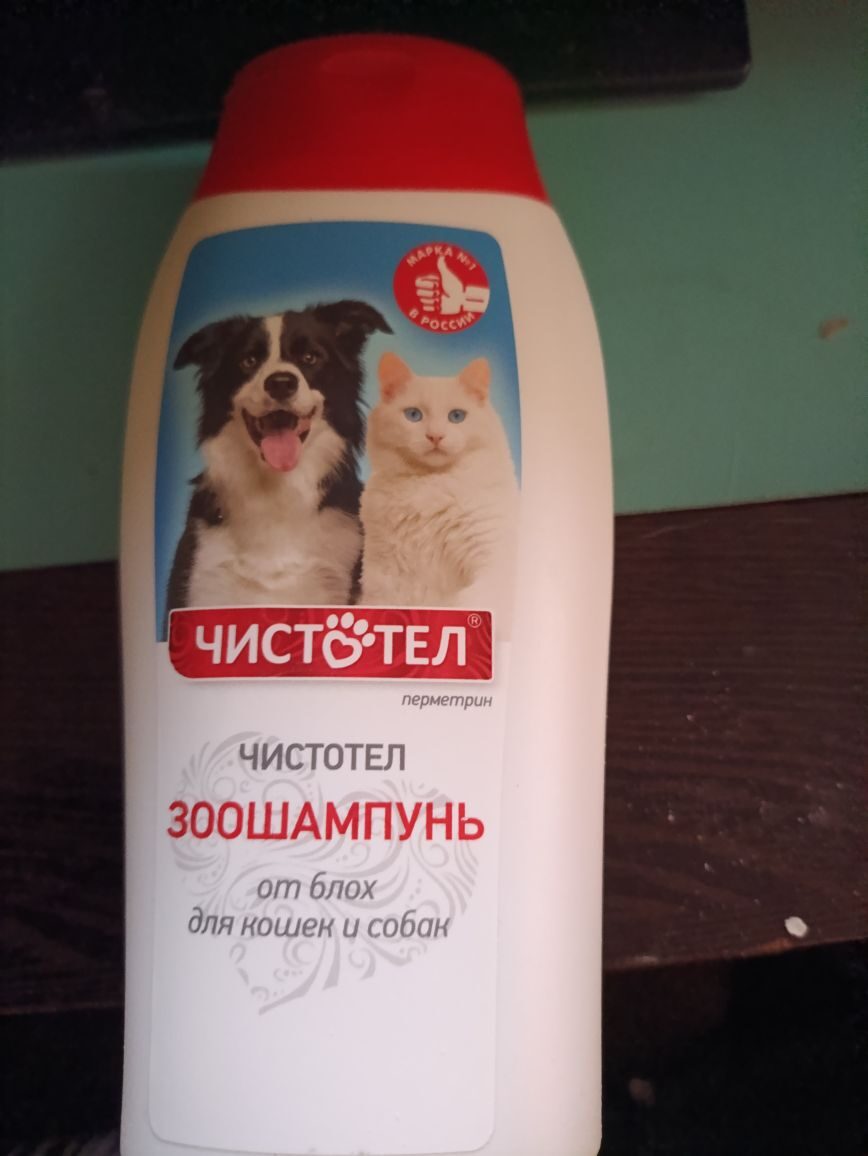 МАРКА №1
В РОССИИ
ЧИСТОТЕЛ®
перметрин
ЧИСТОТЕЛ
ЗООШАМПУНЬ
от блох
для кошек и собак